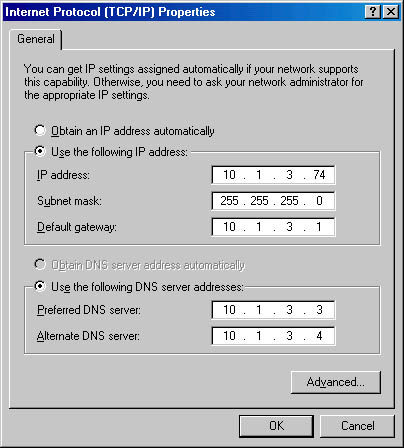 Internet Protocol (TCP/IP) Properties
General
You can get IP settings assigned automatically if your network supports
this capability. Otherwise, you need to ask your network administrator for
the appropriate IP settings.
Obtain an IP address automatically
Use the following IP address:
IP address: 10 . 1 . 3 . 74
Subnet mask: 255 . 255 . 255 . 0
Default gateway: 10 . 1 . 3 . 1
Obtain DNS server address automatically
Use the following DNS server addresses:
Preferred DNS server: 10 . 1 . 3 . 3
Alternate DNS server: 10 . 1 . 3 . 4
Advanced...
OK Cancel